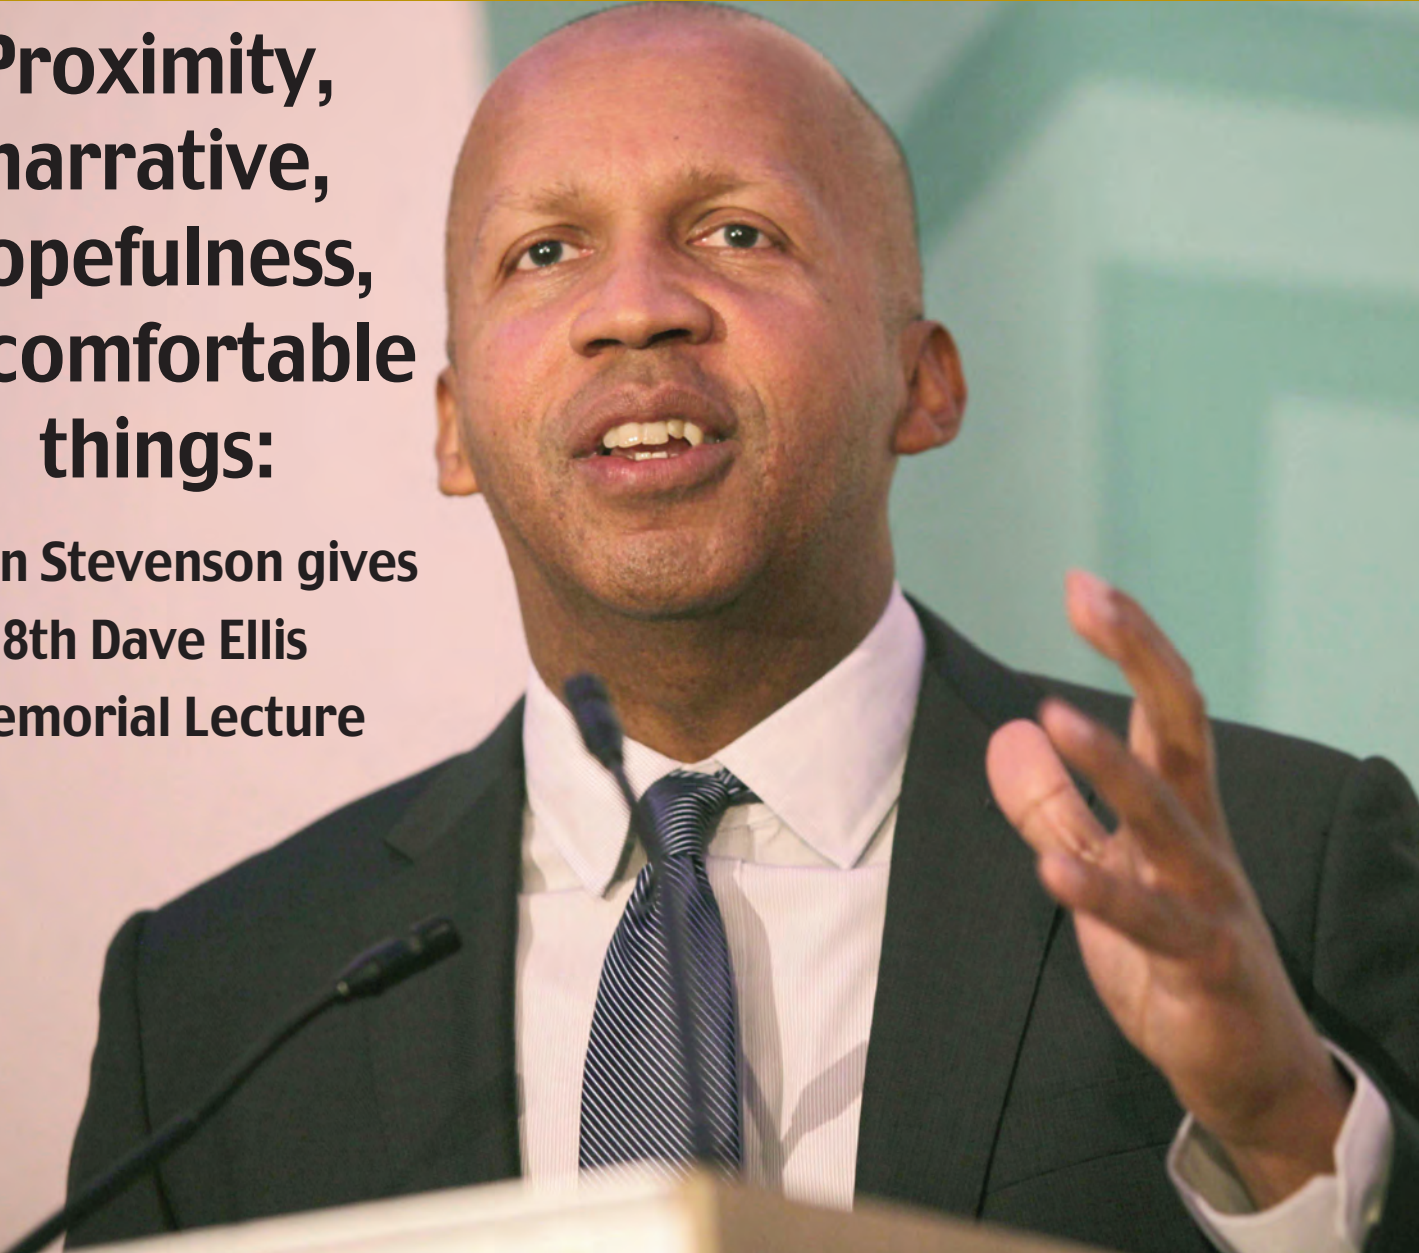 Proximity,
narrative,
opefulness,
comfortable
things:
n Stevenson gives
8th Dave Ellis
emorial Lecture